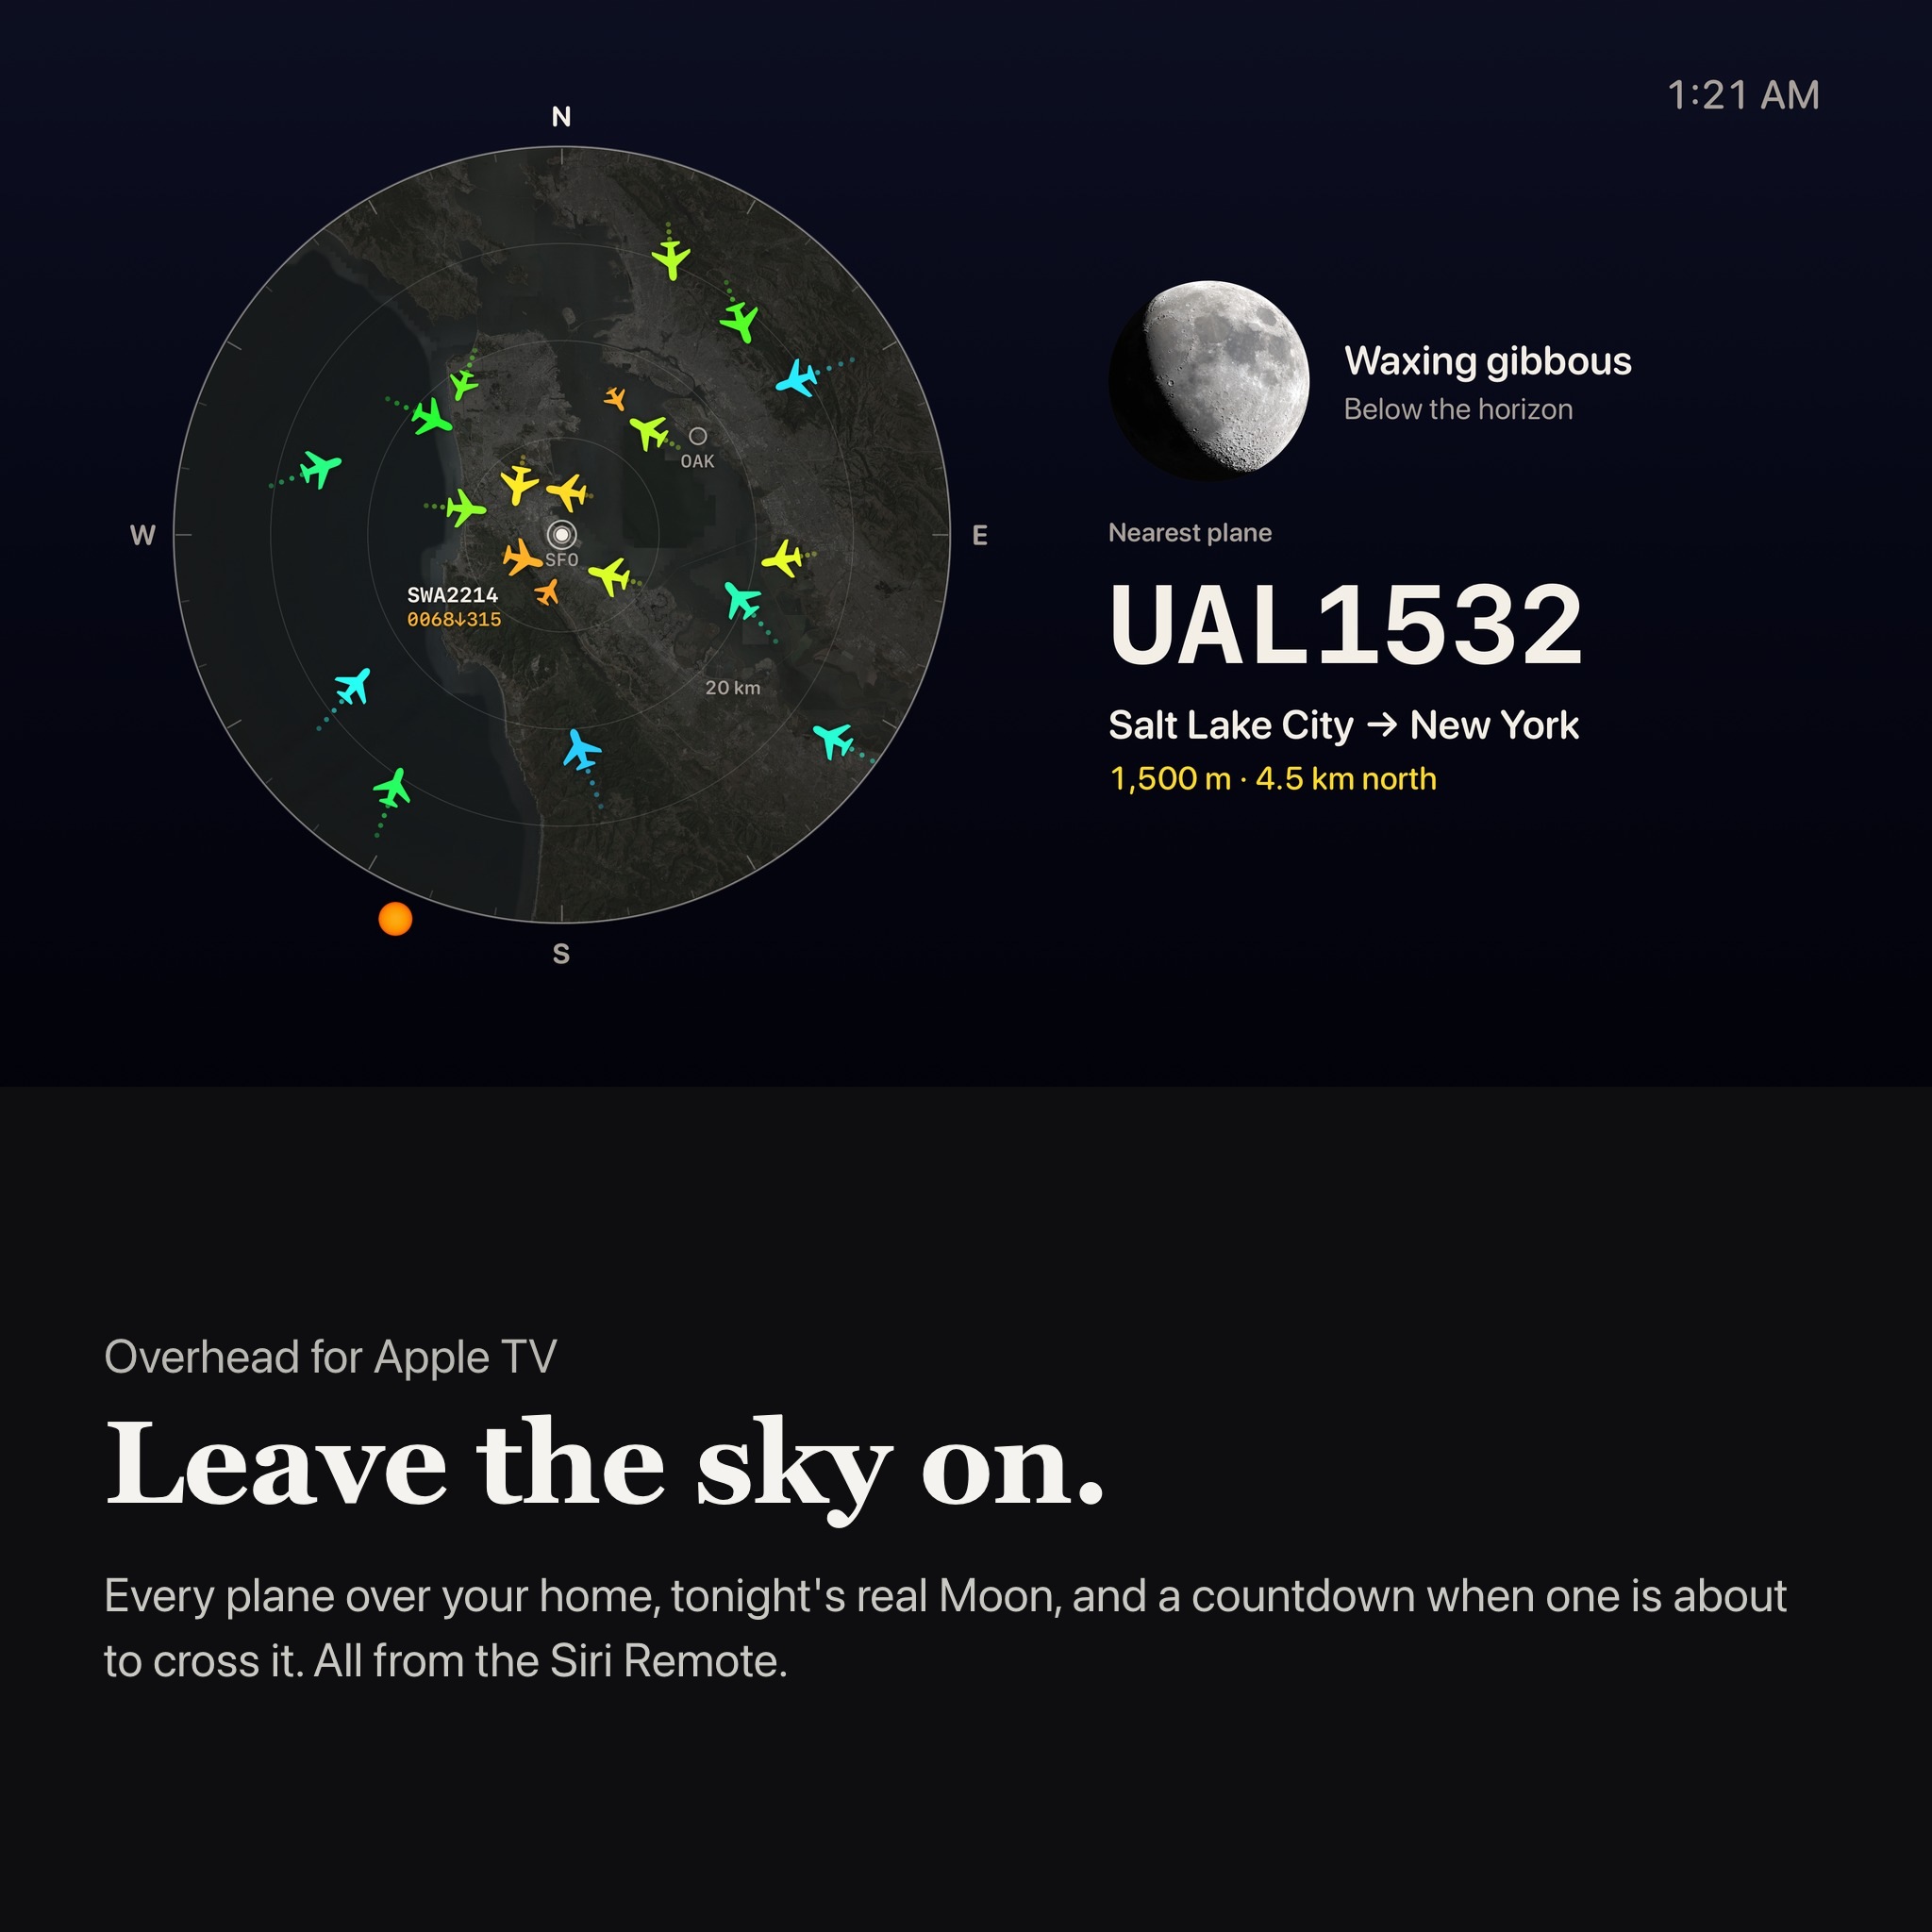 1:21 AM
N
W
E
S
OAK
SFO
SWA2214
0068↓315
20 km
Waxing gibbous
Below the horizon
Nearest plane
UAL1532
Salt Lake City → New York
1,500 m · 4.5 km north
Overhead for Apple TV
Leave the sky on.
Every plane over your home, tonight's real Moon, and a countdown when one is about
to cross it. All from the Siri Remote.